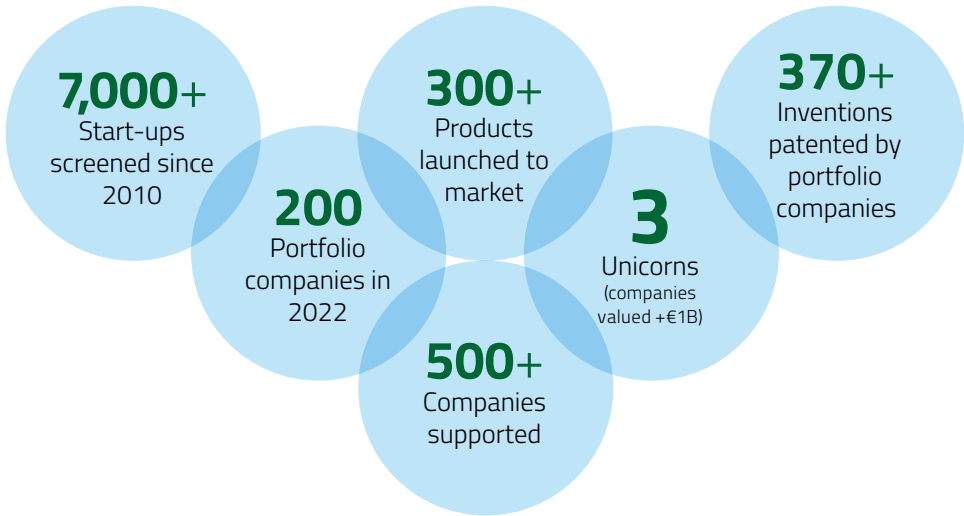 7,000+
Start-ups
screened since
2010
200
Portfolio
companies in
2022
300+
Products
launched to
market
500+
Companies
supported
3
Unicorns
(companies
valued +€1B)
370+
Inventions
patented by
portfolio
companies